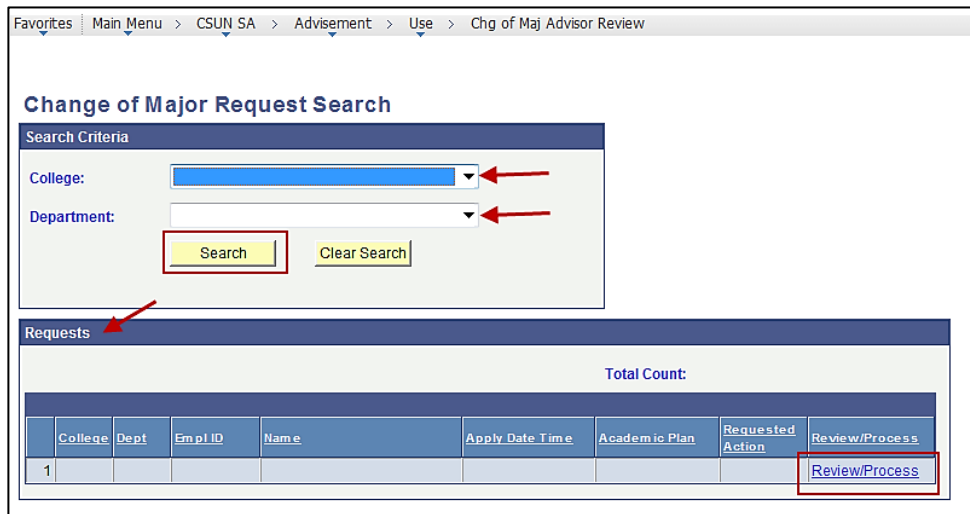 Favorites Main Menu > CSUN SA > Advisement > Use > Chg of Maj Advisor Review
Change of Major Request Search
Search Criteria
College:
Department:
Search Clear Search
Requests
Total Count:
College Dept Empl ID Name Apply Date Time Academic Plan Requested Action Review/Process
1 Review/Process